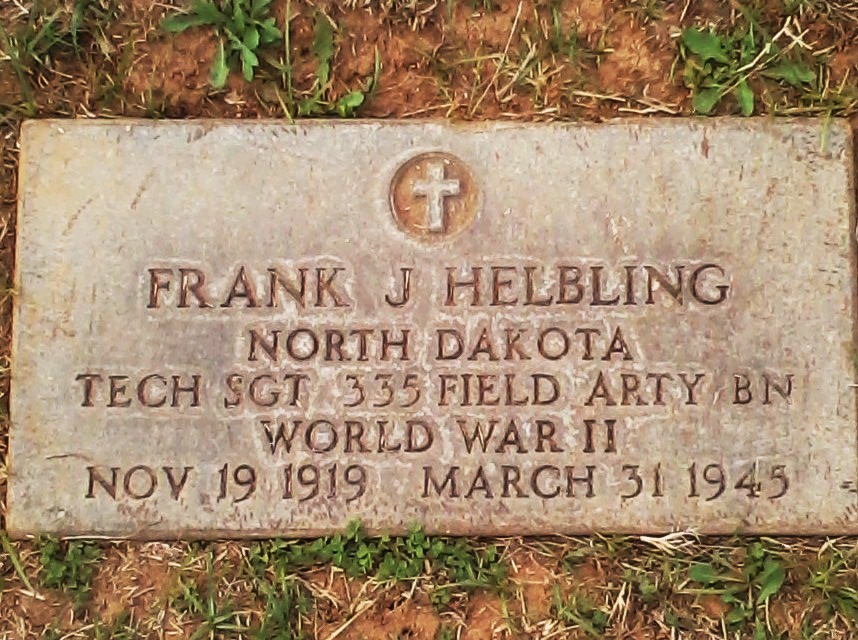 FRANK J HELBLING
NORTH DAKOTA
TECH SGT 335 FIELD ARTY BN
WORLD WAR II
NOV 19 1919 MARCH 31 1945